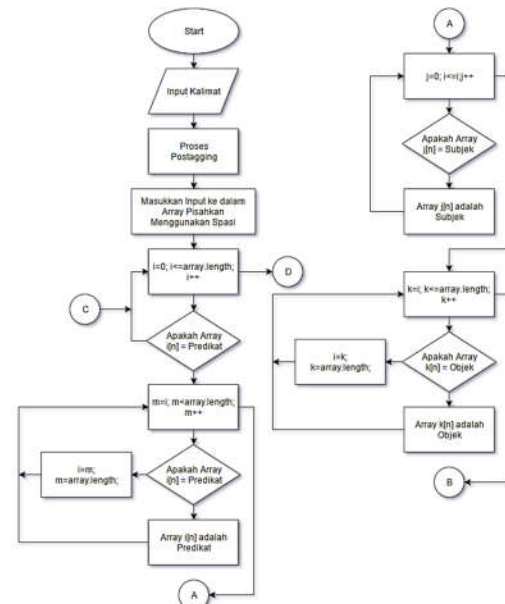 Start
Input Kalimat
Proses
Postagging
Masukkan Input ke dalam
Array Pisahkan
Menggunakan Spasi
i=0; i<=array.length;
i++
D
C
Apakah Array
i[n] = Predikat
m=i; m<array.length;
m++
Apakah Array
i[n] = Predikat
i=m;
m=array.length;
Array i[n] adalah
Predikat
A
A
j=0; i<=i;j++
Apakah Array
j[n] = Subjek
Array j[n] adalah
Subjek
k=i; k<=array.length;
k++
Apakah Array
k[n] = Objek
i=k;
k=array.length;
Array k[n] adalah
Objek
B